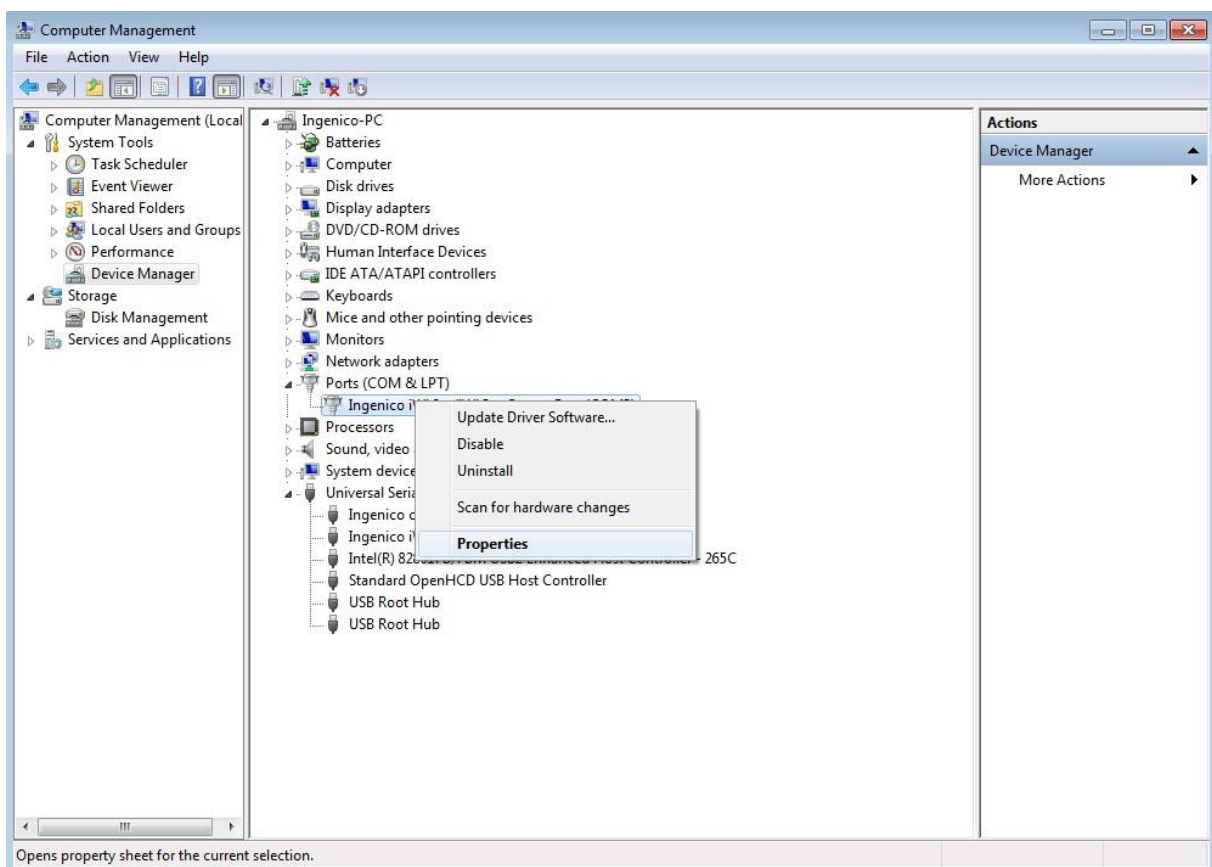 Computer Management
File Action View Help
Computer Management (Local
System Tools
Task Scheduler
Event Viewer
Shared Folders
Local Users and Groups
Performance
Device Manager
Storage
Disk Management
Services and Applications
Ingenico-PC
Batteries
Computer
Disk drives
Display adapters
DVD/CD-ROM drives
Human Interface Devices
IDE ATA/ATAPI controllers
Keyboards
Mice and other pointing devices
Monitors
Network adapters
Ports (COM & LPT)
Ingenico
Processors
Sound, video
System device
Universal Seria
Ingenico c
Ingenico
Intel(R) Enhanced Host Controller - 265C
Standard OpenHCD USB Host Controller
USB Root Hub
USB Root Hub
Update Driver Software...
Disable
Uninstall
Scan for hardware changes
Properties
Actions
Device Manager
More Actions
Opens property sheet for the current selection.